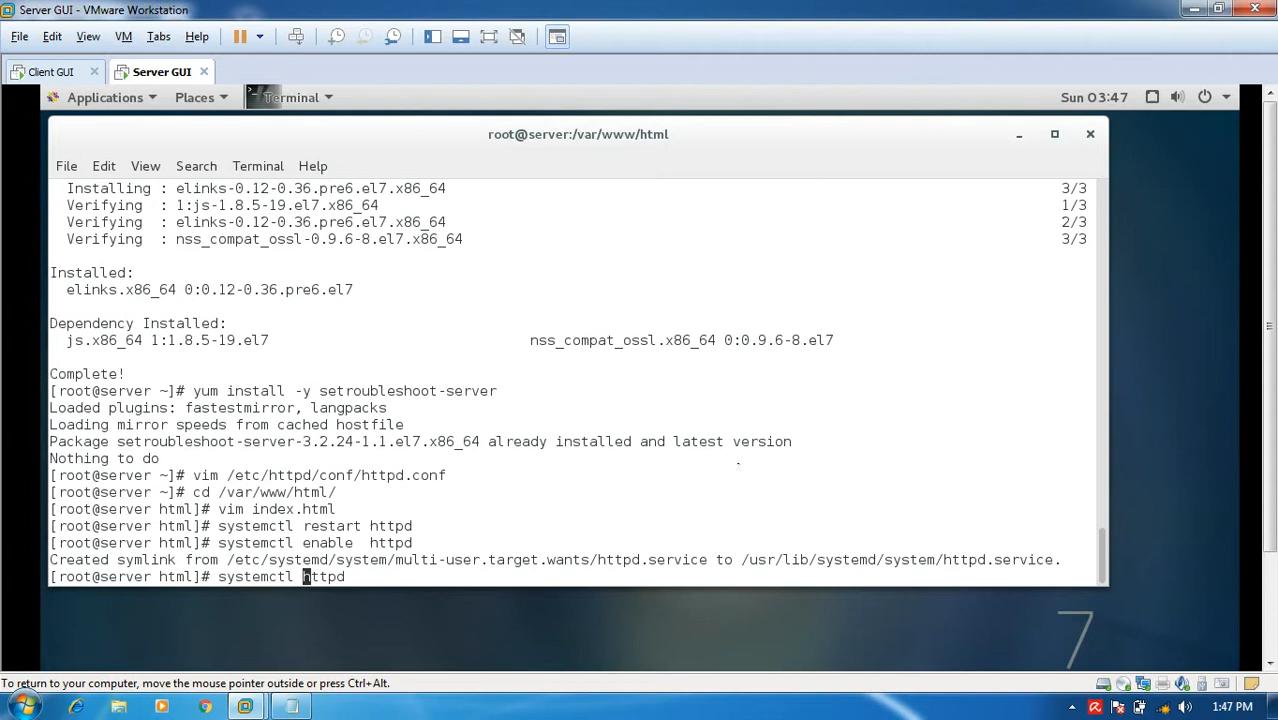 Server GUI - VMware Workstation
File Edit View VM Tabs Help
Client GUI Server GUI
Applications Places Terminal Sun 03:47
root@server:/var/www/html
File Edit View Search Terminal Help
Installing : elinks-0.12-0.36.pre6.el7.x86_64 3/3
Verifying : 1:js-1.8.5-19.el7.x86_64 1/3
Verifying : elinks-0.12-0.36.pre6.el7.x86_64 2/3
Verifying : nss_compat_ossl-0.9.6-8.el7.x86_64 3/3
Installed:
elinks.x86_64 0:0.12-0.36.pre6.el7
Dependency Installed:
js.x86_64 1:1.8.5-19.el7 nss_compat_ossl.x86_64 0:0.9.6-8.el7
Complete!
[root@server ~]# yum install -y setroubleshoot-server
Loaded plugins: fastestmirror, langpacks
Loading mirror speeds from cached hostfile
Package setroubleshoot-server-3.2.24-1.1.el7.x86_64 already installed and latest version
Nothing to do
[root@server ~]# vim /etc/httpd/conf/httpd.conf
[root@server ~]# cd /var/www/html/
[root@server html]# vim index.html
[root@server html]# systemctl restart httpd
[root@server html]# systemctl enable  httpd
Created symlink from /etc/systemd/system/multi-user.target.wants/httpd.service to /usr/lib/systemd/system/httpd.service.
[root@server html]# systemctl httpd
7
To return to your computer, move the mouse pointer outside or press Ctrl+Alt.
1:47 PM